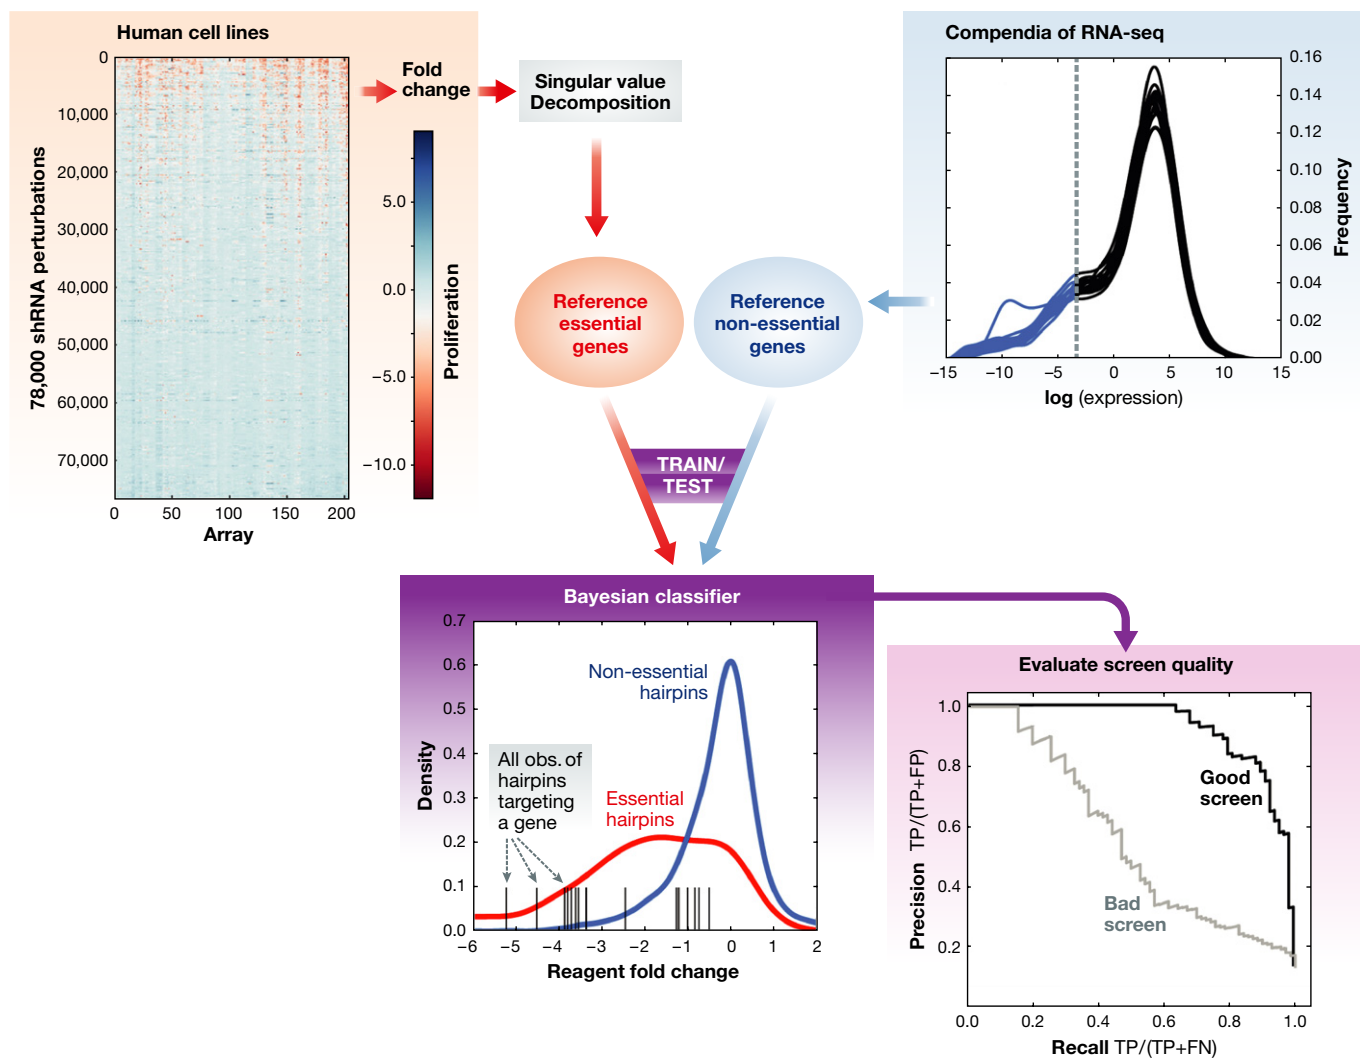 Human cell lines
0
10,000
20,000
30,000
40,000
50,000
60,000
70,000
78,000 shRNA perturbations
0
50
100
150
200
Array
Fold
change
5.0
0.0
−5.0
−10.0
Proliferation
Singular value
Decomposition
Compendia of RNA-seq
0.16
0.14
0.12
0.10
0.08
0.06
0.04
0.02
0.00
Frequency
−15
−10
−5
0
5
10
15
log (expression)
Reference
essential
genes
Reference
non-essential
genes
TRAIN/
TEST
Bayesian classifier
0.7
0.6
0.5
0.4
0.3
0.2
0.1
0.0
Density
Non-essential
hairpins
All obs. of
hairpins
targeting
a gene
Essential
hairpins
−6
−5
−4
−3
−2
−1
0
1
2
Reagent fold change
Evaluate screen quality
1.0
0.8
0.6
0.4
0.2
Precision TP/(TP+FP)
Good
screen
Bad
screen
0.0
0.2
0.4
0.6
0.8
1.0
Recall TP/(TP+FN)